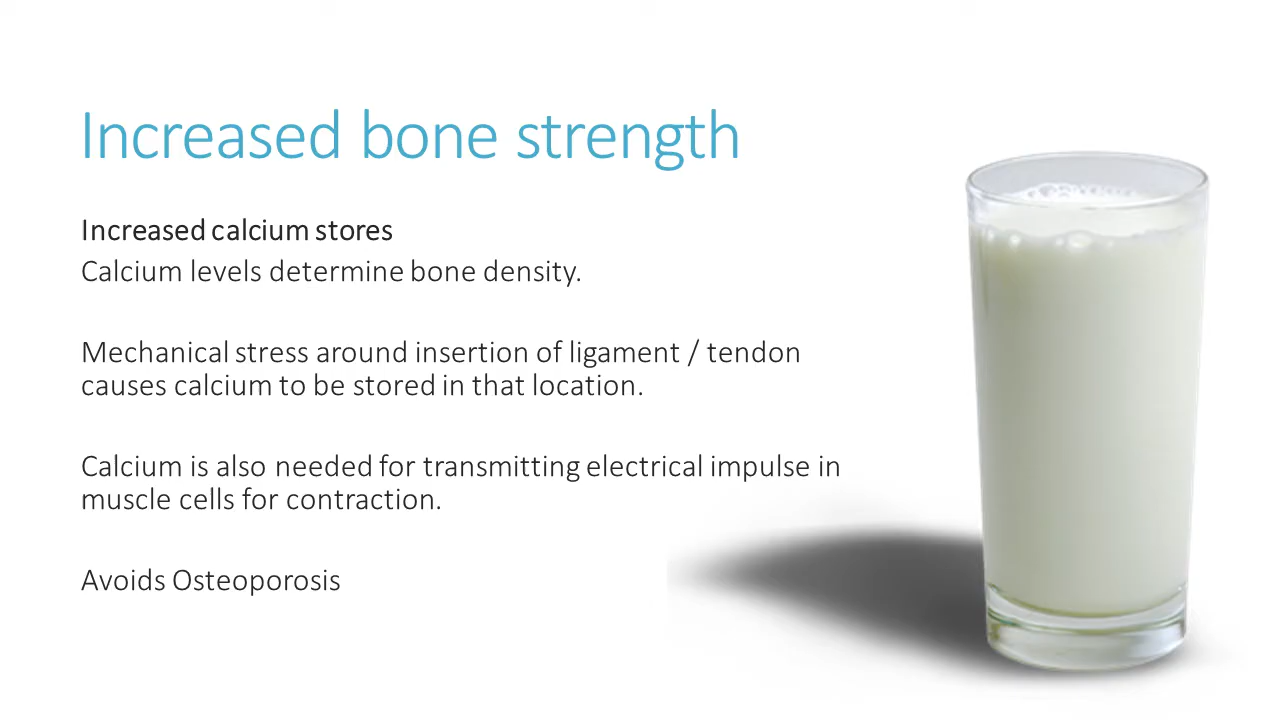 Increased bone strength
Increased calcium stores
Calcium levels determine bone density.
Mechanical stress around insertion of ligament / tendon
causes calcium to be stored in that location.
Calcium is also needed for transmitting electrical impulse in
muscle cells for contraction.
Avoids Osteoporosis